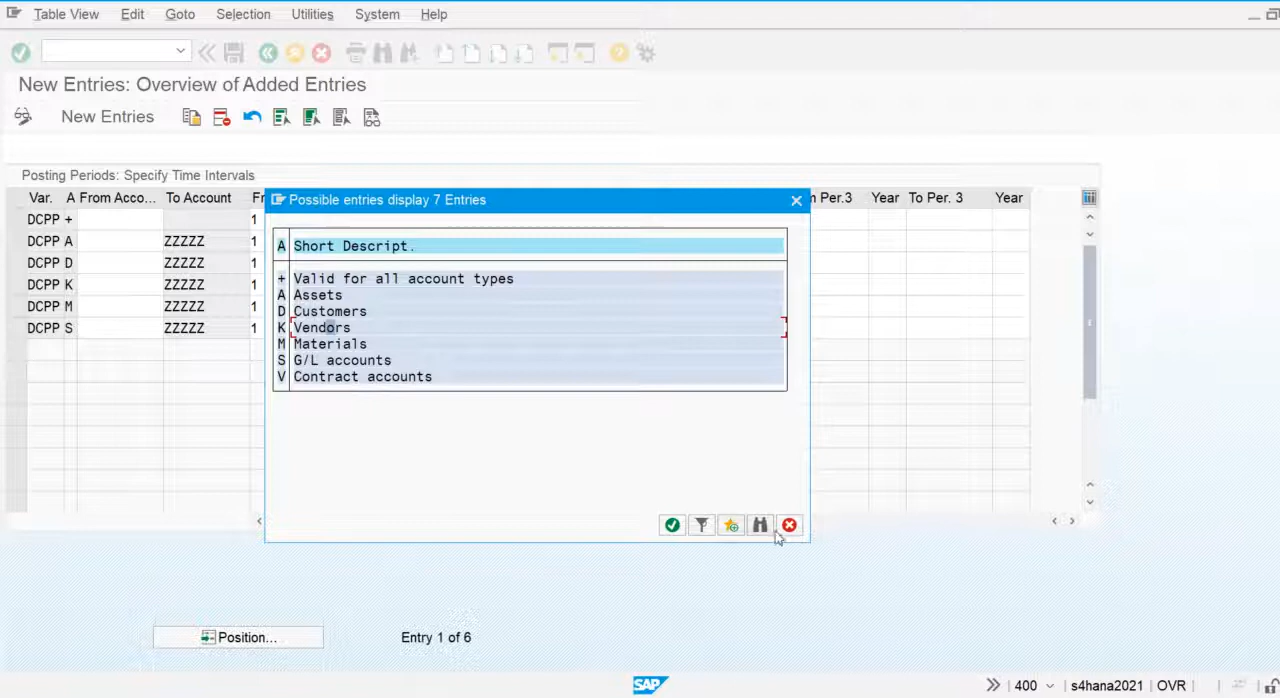 Table View Edit Goto Selection Utilities System Help
New Entries: Overview of Added Entries
New Entries
Posting Periods: Specify Time Intervals
Var. A From Acco... To Account Fr Per.3 Year To Per. 3 Year
DCPP + 1
DCPP A ZZZZZ 1
DCPP D ZZZZZ 1
DCPP K ZZZZZ 1
DCPP M ZZZZZ 1
DCPP S ZZZZZ 1
Possible entries display 7 Entries
A Short Descript.
+ Valid for all account types
A Assets
D Customers
K Vendors
M Materials
S G/L accounts
V Contract accounts
Position... Entry 1 of 6
SAP 400 s4hana2021 OVR